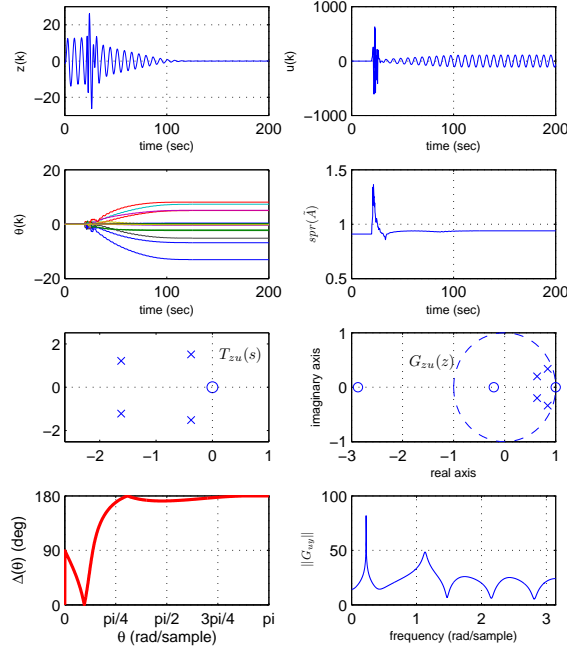 20
0
−20
z(k)
0
100
200
time (sec)
1000
0
−1000
u(k)
0
100
200
time (sec)
20
0
−20
θ(k)
0
100
200
time (sec)
1.5
1
0.5
spr(Ã)
0
100
200
time (sec)
2
0
−2
T_zu(s)
−2
−1
0
1
1
0
−1
imaginary axis
G_zu(z)
−3
−2
−1
0
1
real axis
180
90
0
Δ(θ) (deg)
0
pi/4
pi/2
3pi/4
pi
θ (rad/sample)
100
50
0
||G_wy||
0
1
2
3
frequency (rad/sample)